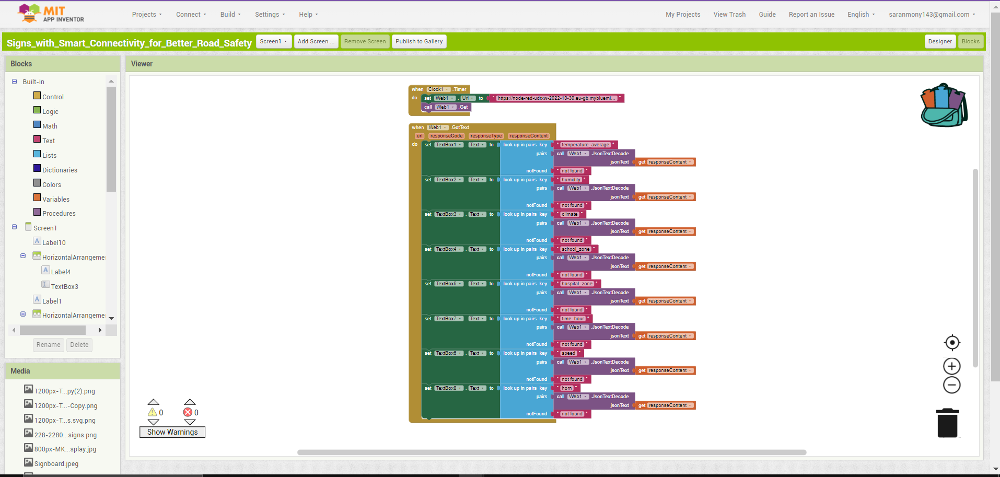 MIT
APP INVENTOR
Projects Connect Build Settings Help My Projects View Trash Guide Report an Issue English saranmony143@gmail.com
Signs_with_Smart_Connectivity_for_Better_Road_Safety Screen1 Add Screen ... Remove Screen Publish to Gallery Designer Blocks
Blocks
Built-in
Control
Logic
Math
Text
Lists
Dictionaries
Colors
Variables
Procedures
Screen1
Label10
HorizontalArrangeme
Label4
TextBox3
Label1
HorizontalArrangeme
Rename Delete
Media
1200px-T...py(2).png
1200px-T...-Copy.png
1200px-T...s.svg.png
228-2280...signs.png
800px-MK...splay.jpg
Signboard.jpeg
Viewer
when Clock1 .Timer
do set Web1 . Url to " https://node-red-udrxw-2022-10-30.eu-gb.mybluemi... "
call Web1 .Get
when Web1 .GotText
url responseCode responseType responseContent
do set TextBox1 . Text to look up in pairs key " temperature_average "
pairs call Web1 .JsonTextDecode
jsonText get responseContent
notFound " not found "
set TextBox2 . Text to look up in pairs key " humidity "
pairs call Web1 .JsonTextDecode
jsonText get responseContent
notFound " not found "
set TextBox3 . Text to look up in pairs key " climate "
pairs call Web1 .JsonTextDecode
jsonText get responseContent
notFound " not found "
set TextBox4 . Text to look up in pairs key " school_zone "
pairs call Web1 .JsonTextDecode
jsonText get responseContent
notFound " not found "
set TextBox5 . Text to look up in pairs key " hospital_zone "
pairs call Web1 .JsonTextDecode
jsonText get responseContent
notFound " not found "
set TextBox7 . Text to look up in pairs key " time_hour "
pairs call Web1 .JsonTextDecode
jsonText get responseContent
notFound " not found "
set TextBox6 . Text to look up in pairs key " speed "
pairs call Web1 .JsonTextDecode
jsonText get responseContent
notFound " not found "
set TextBox8 . Text to look up in pairs key " horn "
pairs call Web1 .JsonTextDecode
jsonText get responseContent
notFound " not found "
0 0
Show Warnings